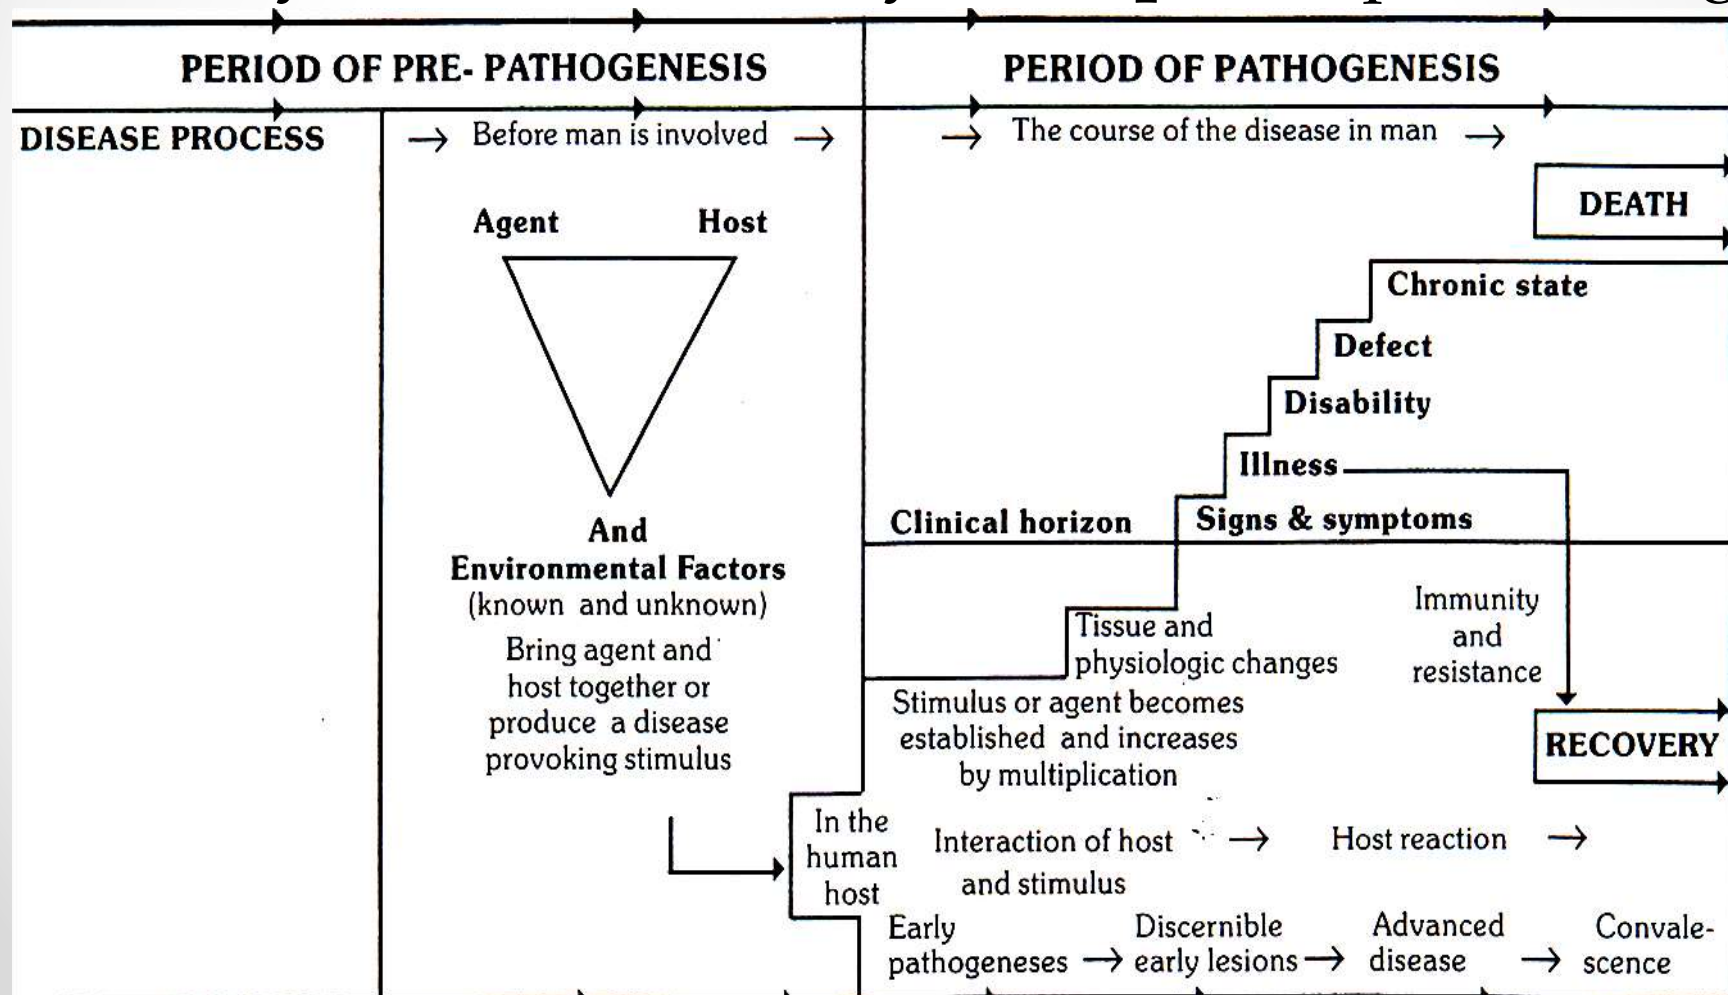 PERIOD OF PRE- PATHOGENESIS
PERIOD OF PATHOGENESIS
DISEASE PROCESS
→ Before man is involved →
→ The course of the disease in man →
Agent
Host
And
Environmental Factors
(known and unknown)
Bring agent and
host together or
produce a disease
provoking stimulus
DEATH
Chronic state
Defect
Disability
Illness
Clinical horizon
Signs & symptoms
Tissue and
physiologic changes
Immunity
and
resistance
Stimulus or agent becomes
established and increases
by multiplication
RECOVERY
In the
human
host
Interaction of host
and stimulus
→ Host reaction →
Early
pathogeneses
→ Discernible
early lesions
→ Advanced
disease
→ Convale-
scence